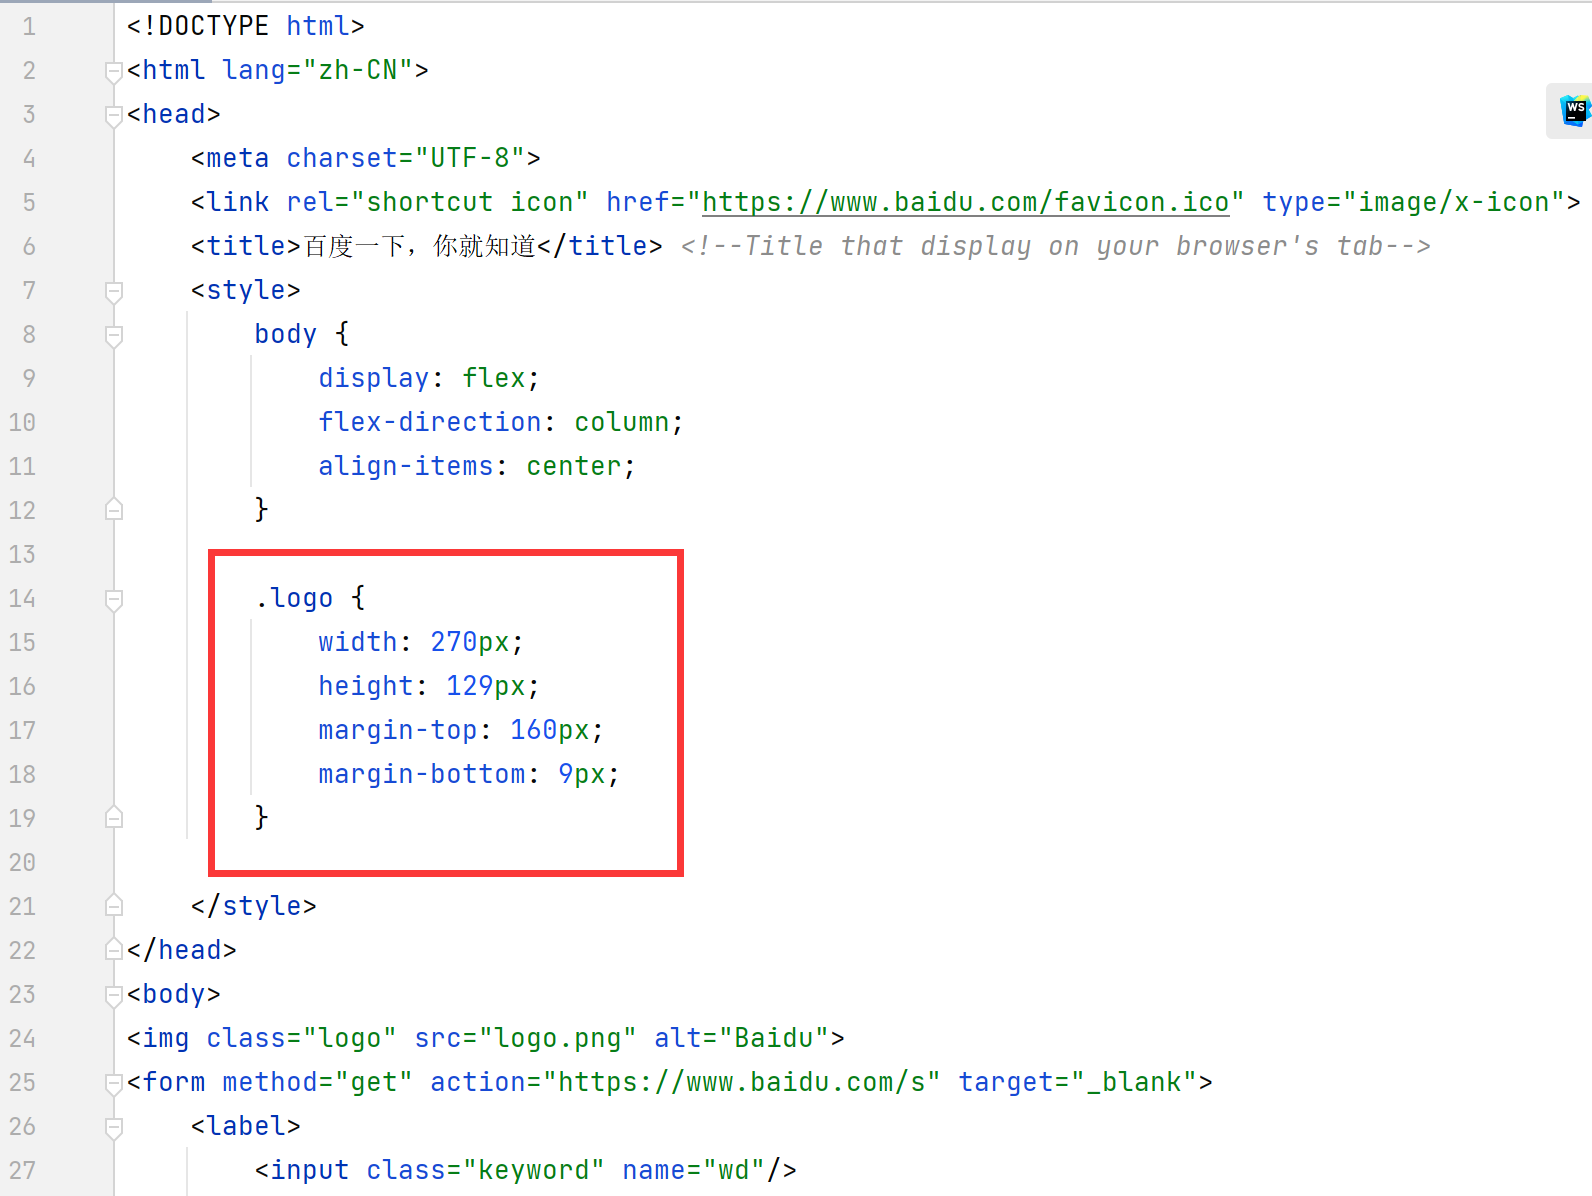 1 <!DOCTYPE html>
2 <html lang="zh-CN">
3 <head>
4     <meta charset="UTF-8">
5     <link rel="shortcut icon" href="https://www.baidu.com/favicon.ico" type="image/x-icon">
6     <title>百度一下，你就知道</title> <!--Title that display on your browser's tab-->
7     <style>
8         body {
9             display: flex;
10             flex-direction: column;
11             align-items: center;
12         }
13
14         .logo {
15             width: 270px;
16             height: 129px;
17             margin-top: 160px;
18             margin-bottom: 9px;
19         }
20
21     </style>
22 </head>
23 <body>
24 <img class="logo" src="logo.png" alt="Baidu">
25 <form method="get" action="https://www.baidu.com/s" target="_blank">
26     <label>
27         <input class="keyword" name="wd"/>
WS